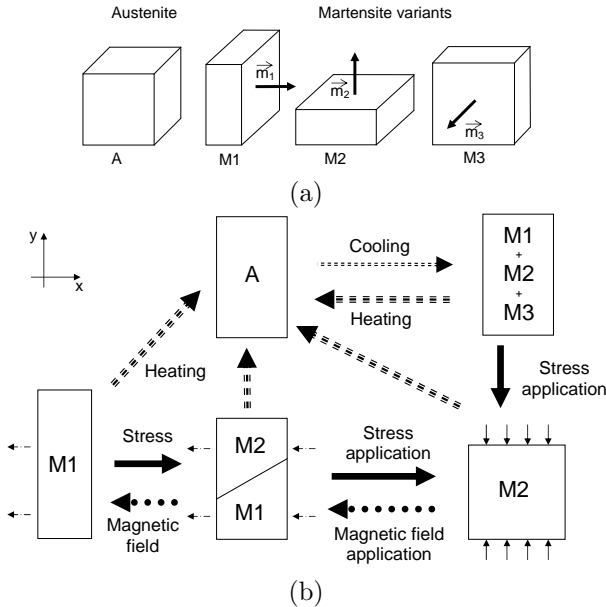 Austenite
Martensite variants
m1
m2
m3
A
M1
M2
M3
(a)
y
x
A
Cooling
Heating
M1
+
M2
+
M3
Heating
Stress
application
M1
Stress
Magnetic
field
M2
M1
Stress
application
Magnetic field
application
M2
(b)